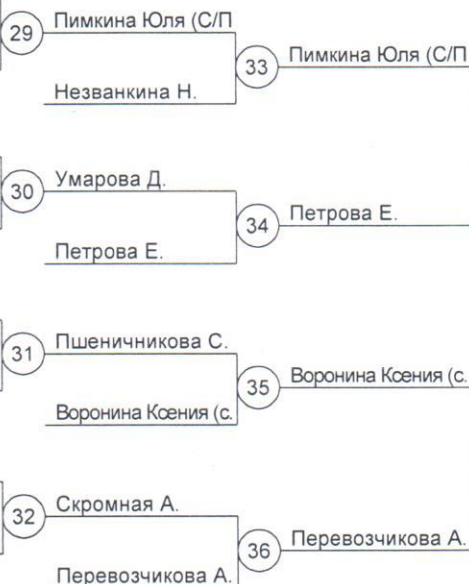 29 Пимкина Юля (С/П
33 Пимкина Юля (С/П
Незванкина Н.
30 Умарова Д.
34 Петрова Е.
Петрова Е.
31 Пшеничникова С.
35 Воронина Ксения (с.
Воронина Ксения (с.
32 Скромная А.
36 Перевозчикова А.
Перевозчикова А.